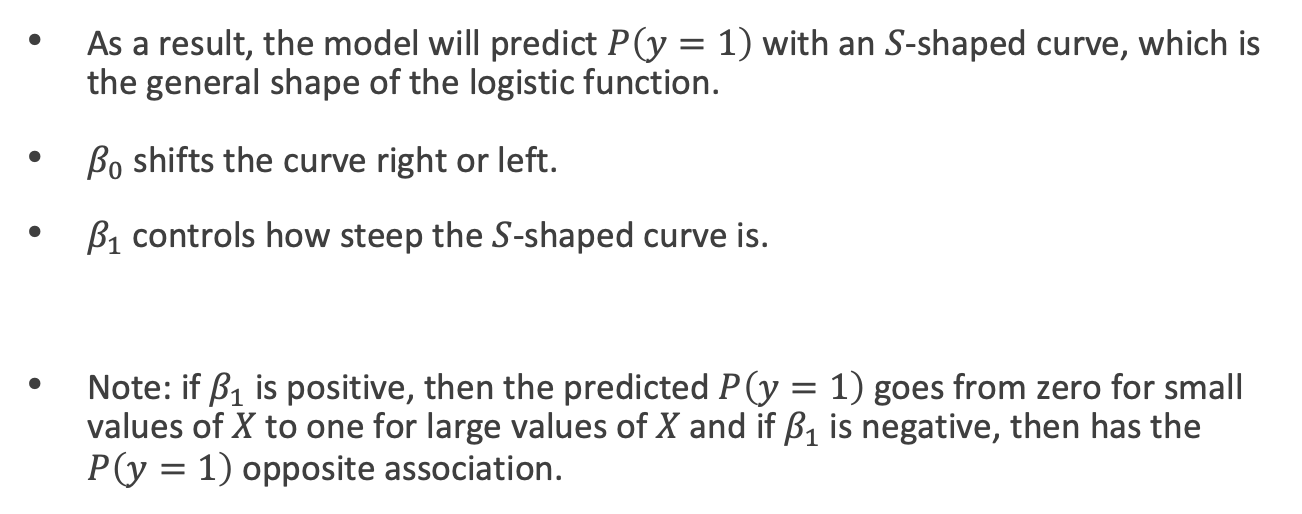 • As a result, the model will predict P(y = 1) with an S-shaped curve, which is
the general shape of the logistic function.
• β₀ shifts the curve right or left.
• β₁ controls how steep the S-shaped curve is.
• Note: if β₁ is positive, then the predicted P(y = 1) goes from zero for small
values of X to one for large values of X and if β₁ is negative, then has the
P(y = 1) opposite association.